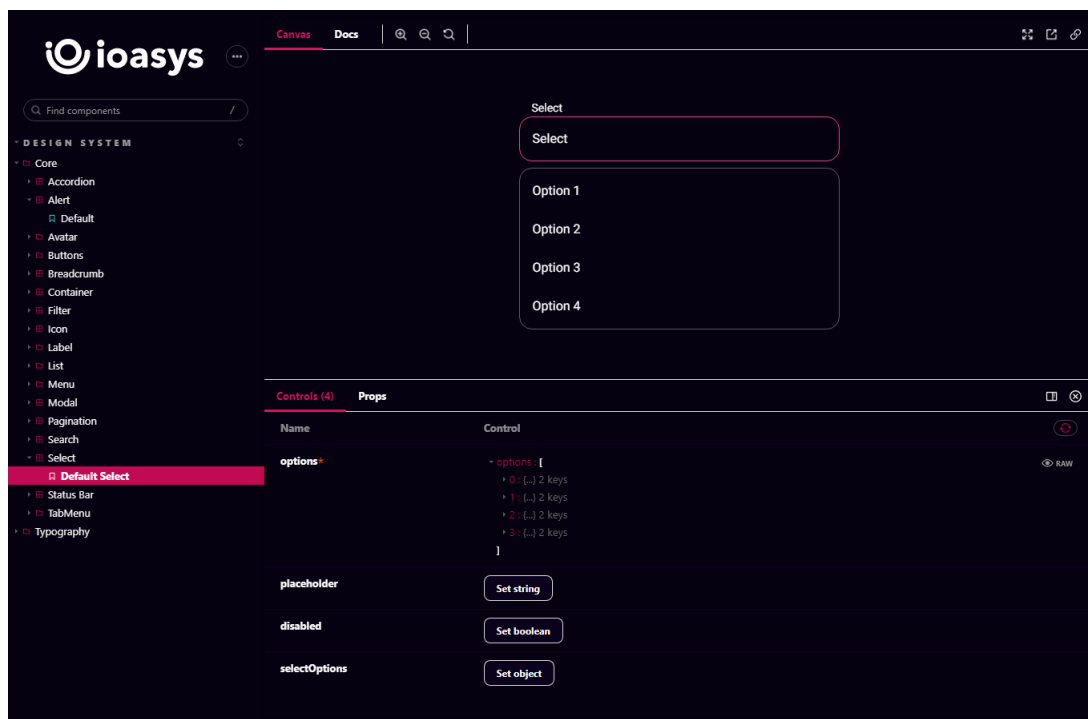 ioasys
Find components
/
DESIGN SYSTEM
Core
Accordion
Alert
Default
Avatar
Buttons
Breadcrumb
Container
Filter
Icon
Label
List
Menu
Modal
Pagination
Search
Select
Default Select
Status Bar
TabMenu
Typography
Canvas Docs
Select
Select
Option 1
Option 2
Option 3
Option 4
Controls (4) Props
Name Control
options* options : [
0 : {...} 2 keys
1 : {...} 2 keys
2 : {...} 2 keys
3 : {...} 2 keys
]
RAW
placeholder Set string
disabled Set boolean
selectOptions Set object